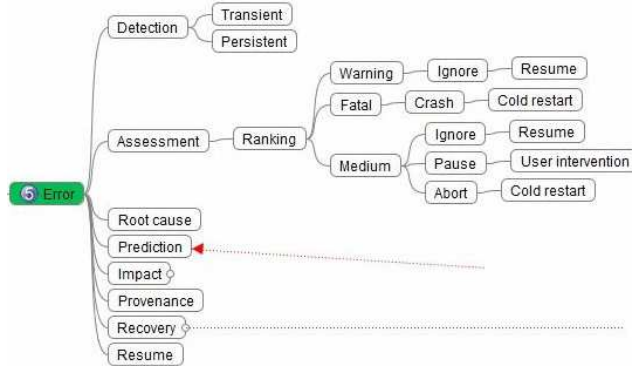 Detection
Transient
Persistent
Assessment
Ranking
Warning
Ignore
Resume
Fatal
Crash
Cold restart
Medium
Ignore
Resume
Pause
User intervention
Abort
Cold restart
5 Error
Root cause
Prediction
Impact
Provenance
Recovery
Resume